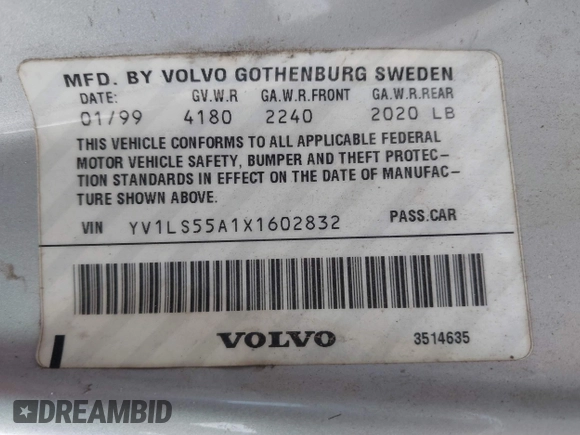 MFD. BY VOLVO GOTHENBURG SWEDEN
DATE: GV.W.R GA.W.R.FRONT GA.W.R.REAR
01/99 4180 2240 2020 LB
THIS VEHICLE CONFORMS TO ALL APPLICABLE FEDERAL
MOTOR VEHICLE SAFETY, BUMPER AND THEFT PROTEC-
TION STANDARDS IN EFFECT ON THE DATE OF MANUFAC-
TURE SHOWN ABOVE.
VIN YV1LS55A1X1602832 PASS.CAR
VOLVO 3514635
DREAMBID